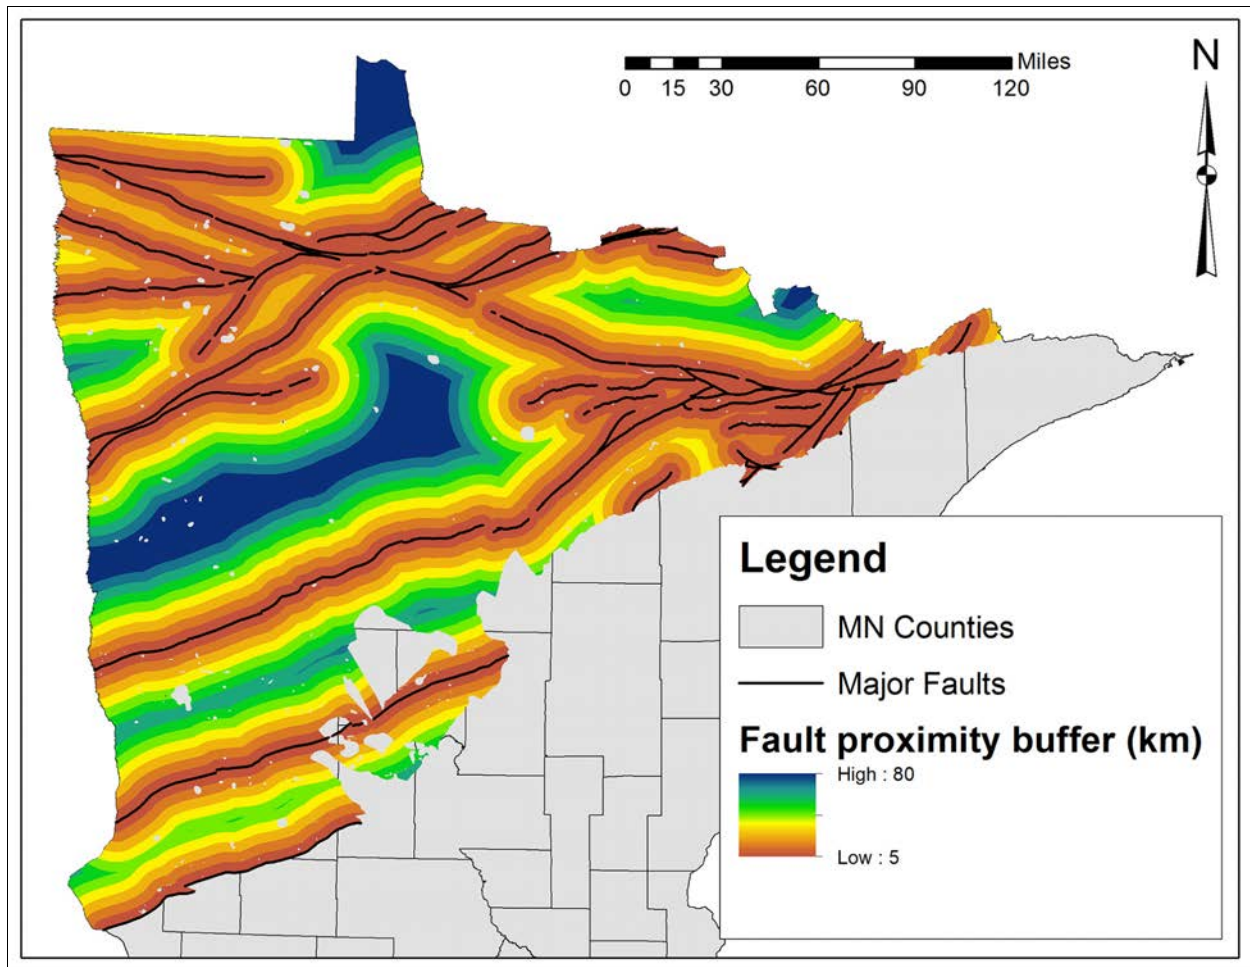 N
Miles
0 15 30 60 90 120
Legend
MN Counties
Major Faults
Fault proximity buffer (km)
High : 80
Low : 5